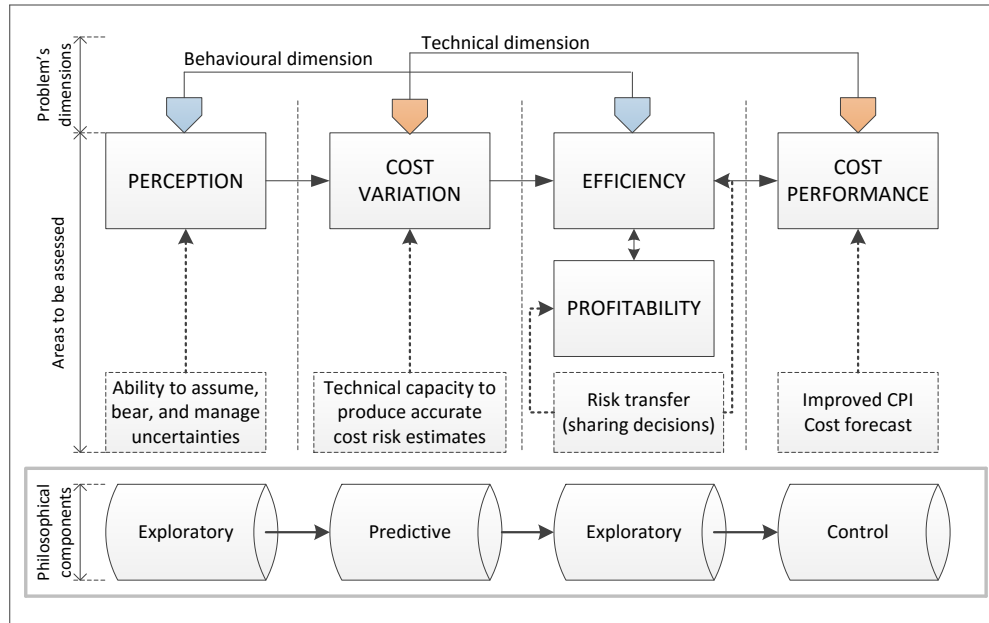 Problem's
dimensions
Technical dimension
Behavioural dimension
Areas to be assessed
PERCEPTION
COST
VARIATION
EFFICIENCY
COST
PERFORMANCE
PROFITABILITY
Ability to assume,
bear, and manage
uncertainties
Technical capacity to
produce accurate
cost risk estimates
Risk transfer
(sharing decisions)
Improved CPI
Cost forecast
Philosophical
components
Exploratory
Predictive
Exploratory
Control